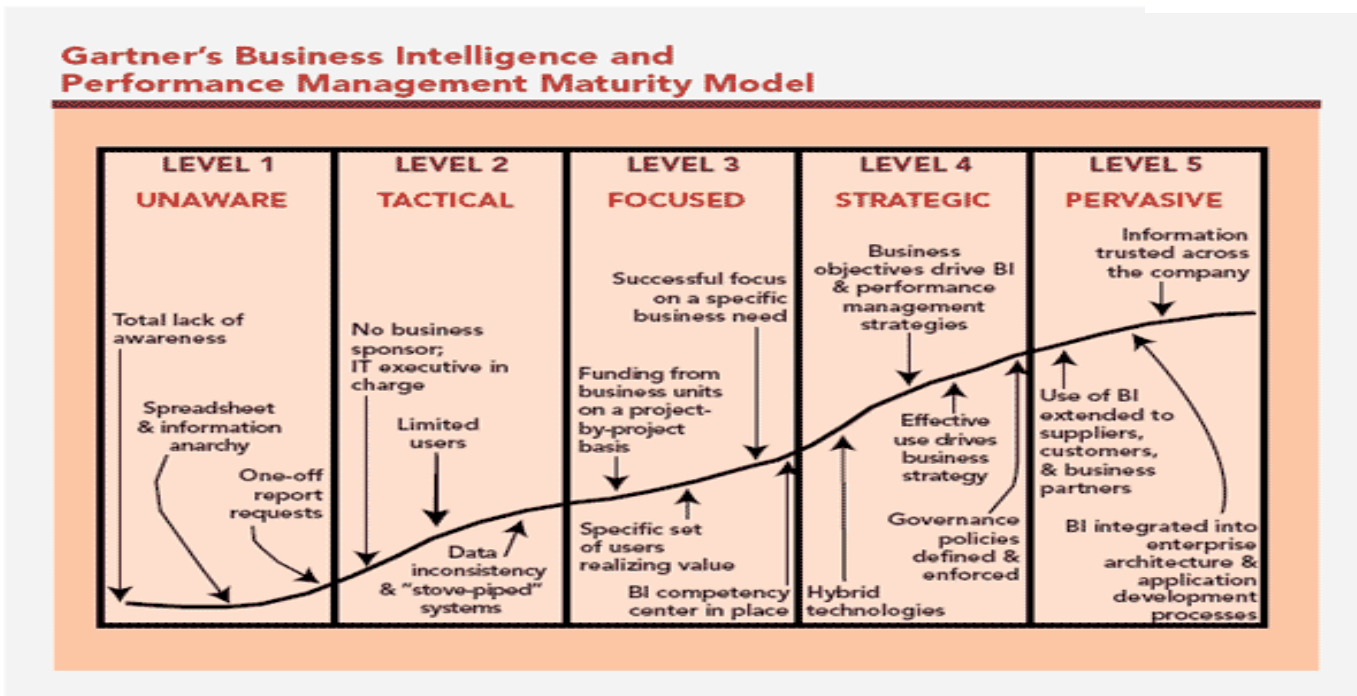 Gartner's Business Intelligence and
Performance Management Maturity Model
LEVEL 1
UNAWARE
Total lack of
awareness
Spreadsheet
& information
anarchy
One-off
report
requests
LEVEL 2
TACTICAL
No business
sponsor;
IT executive in
charge
Limited
users
Data
inconsistency
& "stove-piped"
systems
LEVEL 3
FOCUSED
Successful focus
on a specific
business need
Funding from
business units
on a project-
by-project
basis
Specific set
of users
realizing value
BI competency
center in place
LEVEL 4
STRATEGIC
Business
objectives drive BI
& performance
management
strategies
Effective
use drives
business
strategy
Governance
policies
defined &
enforced
Hybrid
technologies
LEVEL 5
PERVASIVE
Information
trusted across
the company
Use of BI
extended to
suppliers,
customers,
& business
partners
BI integrated into
enterprise
architecture &
application
development
processes